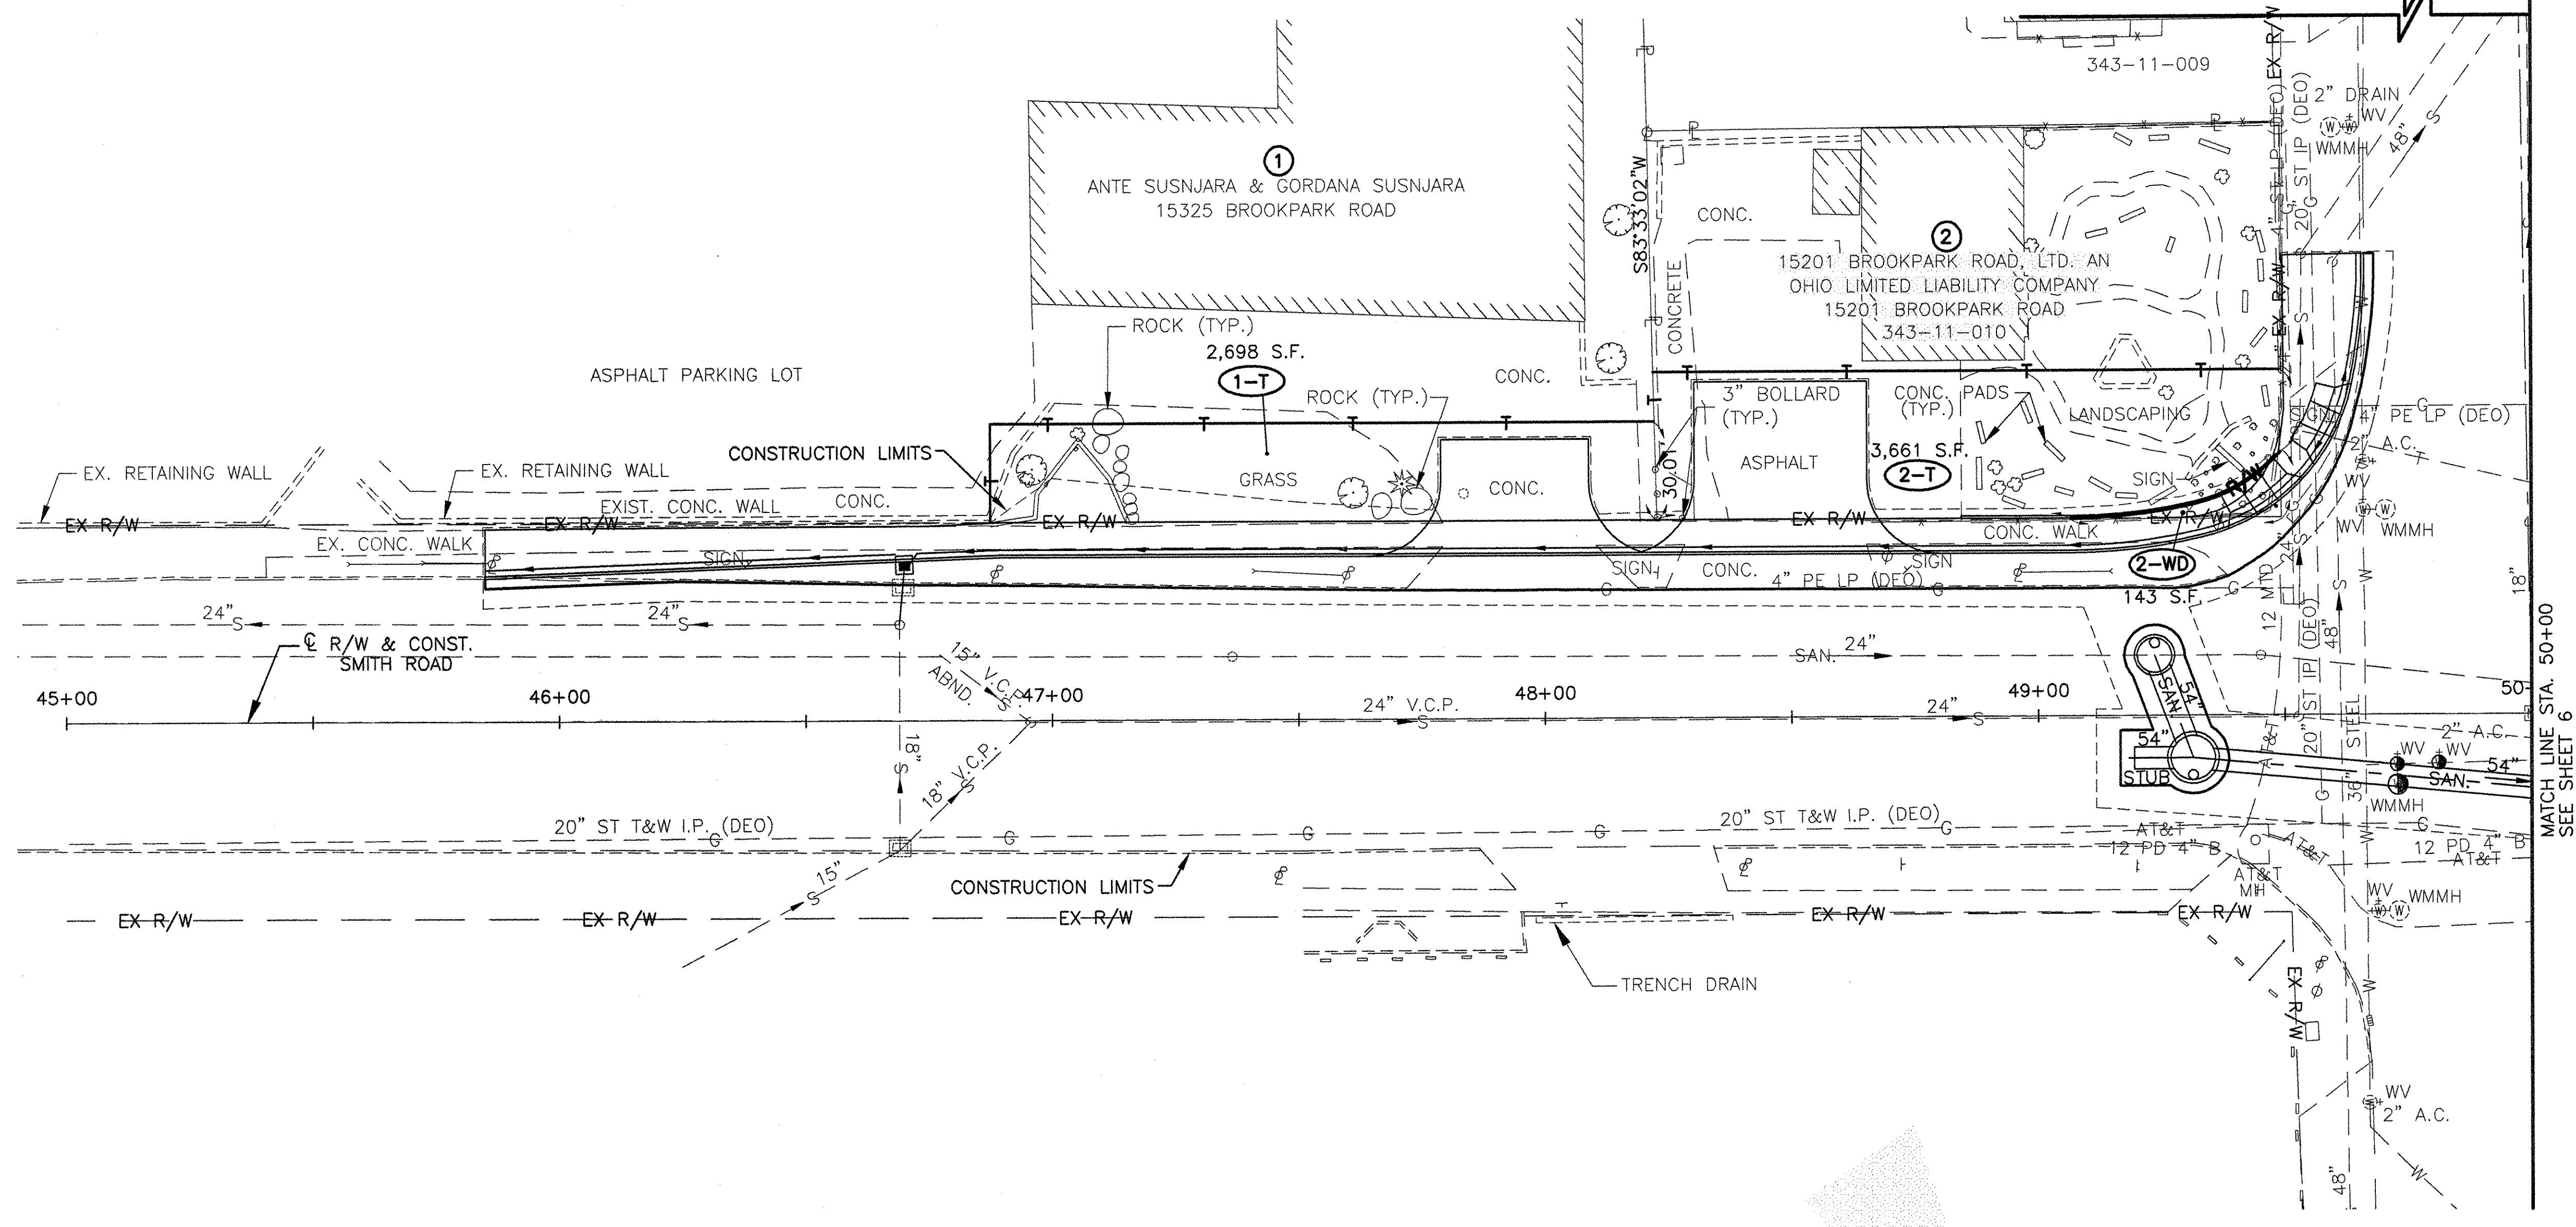 343-11-009
EX R/W
2" DRAIN
WV
WMMH
48"
S
4" ST LP (DEO)
20" ST IP (DEO)
1
ANTE SUSNJARA & GORDANA SUSNJARA
15325 BROOKPARK ROAD
S83°33'02"W
CONC.
CONCRETE
2
15201 BROOKPARK ROAD, LTD. AN
OHIO LIMITED LIABILITY COMPANY
15201 BROOKPARK ROAD
343-11-010
EX R/W
ROCK (TYP.)
2,698 S.F.
1-T
ASPHALT PARKING LOT
CONC.
ROCK (TYP.)
3" BOLLARD
(TYP.)
CONC. PADS
(TYP.)
LANDSCAPING
SIGN
4" PE LP (DEO)
2" A.C.
CONSTRUCTION LIMITS
EX. RETAINING WALL
EX. RETAINING WALL
GRASS
CONC.
30.01'
ASPHALT
3,661 S.F.
2-T
SIGN
R/W
WV
WV
WMMH
EXIST. CONC. WALL
CONC.
EX R/W
EX R/W
EX R/W
EX R/W
EX R/W
EX. CONC. WALK
CONC. WALK
SIGN
SIGN
CONC.
SIGN
4" PE LP (DEO)
2-WD
143 S.F.
12 MTD
24"
18"
24"
S
24"
S
℄ R/W & CONST.
SMITH ROAD
15" V.C.P.
ABND.
SAN.
24"
20" ST IP (DEO)
48"
45+00
46+00
47+00
48+00
49+00
50
24" V.C.P.
S
24"
S
54"
SAN
54"
STUB
AT&T
36" STEEL
2" A.C.
WV
WV
54"
SAN.
WMMH
MATCH LINE STA. 50+00
SEE SHEET 6
18"
S
18" V.C.P.
S
20" ST T&W I.P. (DEO)
G
G
G
G
20" ST T&W I.P. (DEO)
G
G
AT&T
12 PD 4" B
AT&T
AT&T
MH
12 PD 4" B
AT&T
15"
S
CONSTRUCTION LIMITS
WV
WMMH
EX R/W
EX R/W
EX R/W
EX R/W
EX R/W
TRENCH DRAIN
EX R/W
W
WV
2" A.C.
48"
W